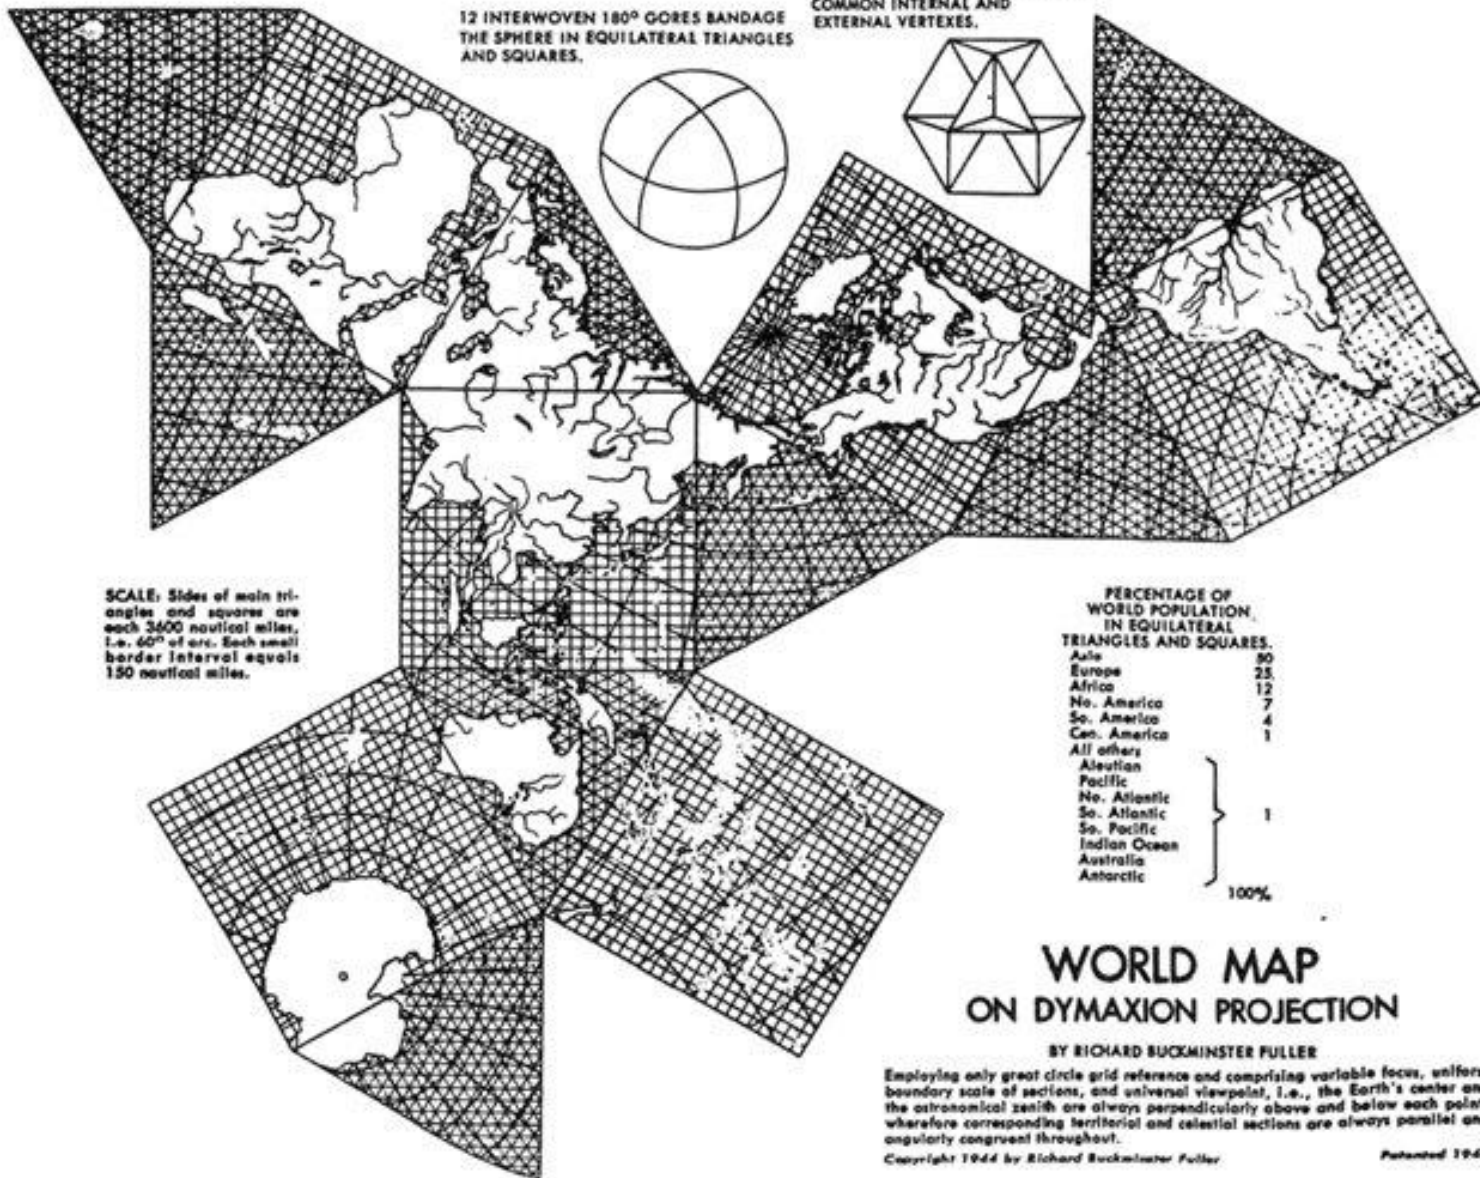 12 INTERWOVEN 180° GORES BANDAGE
THE SPHERE IN EQUILATERAL TRIANGLES
AND SQUARES.
COMMON INTERNAL AND
EXTERNAL VERTEXES.
SCALE: Sides of main tri-
angles and squares are
each 3600 nautical miles,
i.e. 60° of arc. Each small
border interval equals
150 nautical miles.
PERCENTAGE OF
WORLD POPULATION
IN EQUILATERAL
TRIANGLES AND SQUARES.
Asia 50
Europe 25
Africa 12
No. America 7
So. America 4
Cen. America 1
All others
Aleutian
Pacific
No. Atlantic
So. Atlantic 1
So. Pacific
Indian Ocean
Australia
Antarctic
100%
WORLD MAP
ON DYMAXION PROJECTION
BY RICHARD BUCKMINSTER FULLER
Employing only great circle grid reference and comprising variable focus, uniform
boundary scale of sections, and universal viewpoint, i.e., the Earth's center an
the astronomical zenith are always perpendicularly above and below each point
wherefore corresponding territorial and celestial sections are always parallel an
angularly congruent throughout.
Copyright 1944 by Richard Buckminster Fuller
Patented 194